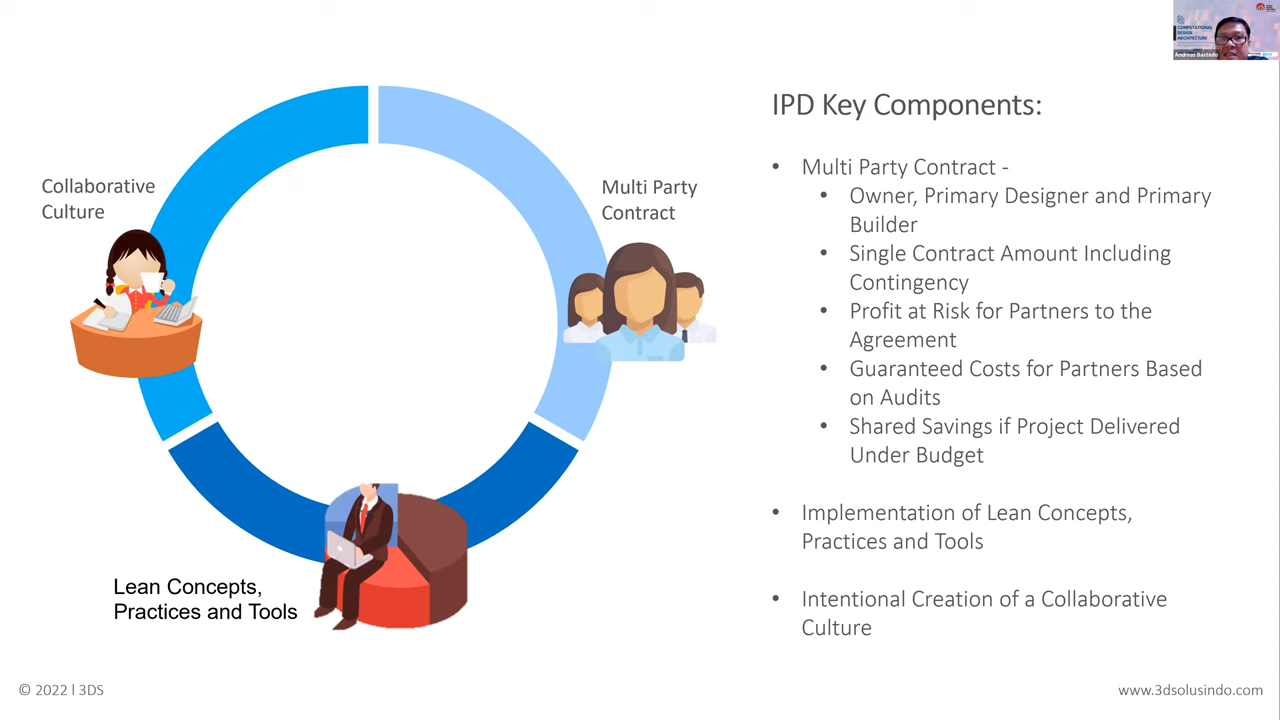 COMPUTATIONAL
DESIGN
ARCHITECTURE
Andreas Bastedo
IPD Key Components:
Collaborative
Culture
Multi Party
Contract
• Multi Party Contract -
• Owner, Primary Designer and Primary
Builder
• Single Contract Amount Including
Contingency
• Profit at Risk for Partners to the
Agreement
• Guaranteed Costs for Partners Based
on Audits
• Shared Savings if Project Delivered
Under Budget
• Implementation of Lean Concepts,
Practices and Tools
• Intentional Creation of a Collaborative
Culture
Lean Concepts,
Practices and Tools
© 2022 l 3DS
www.3dsolusindo.com